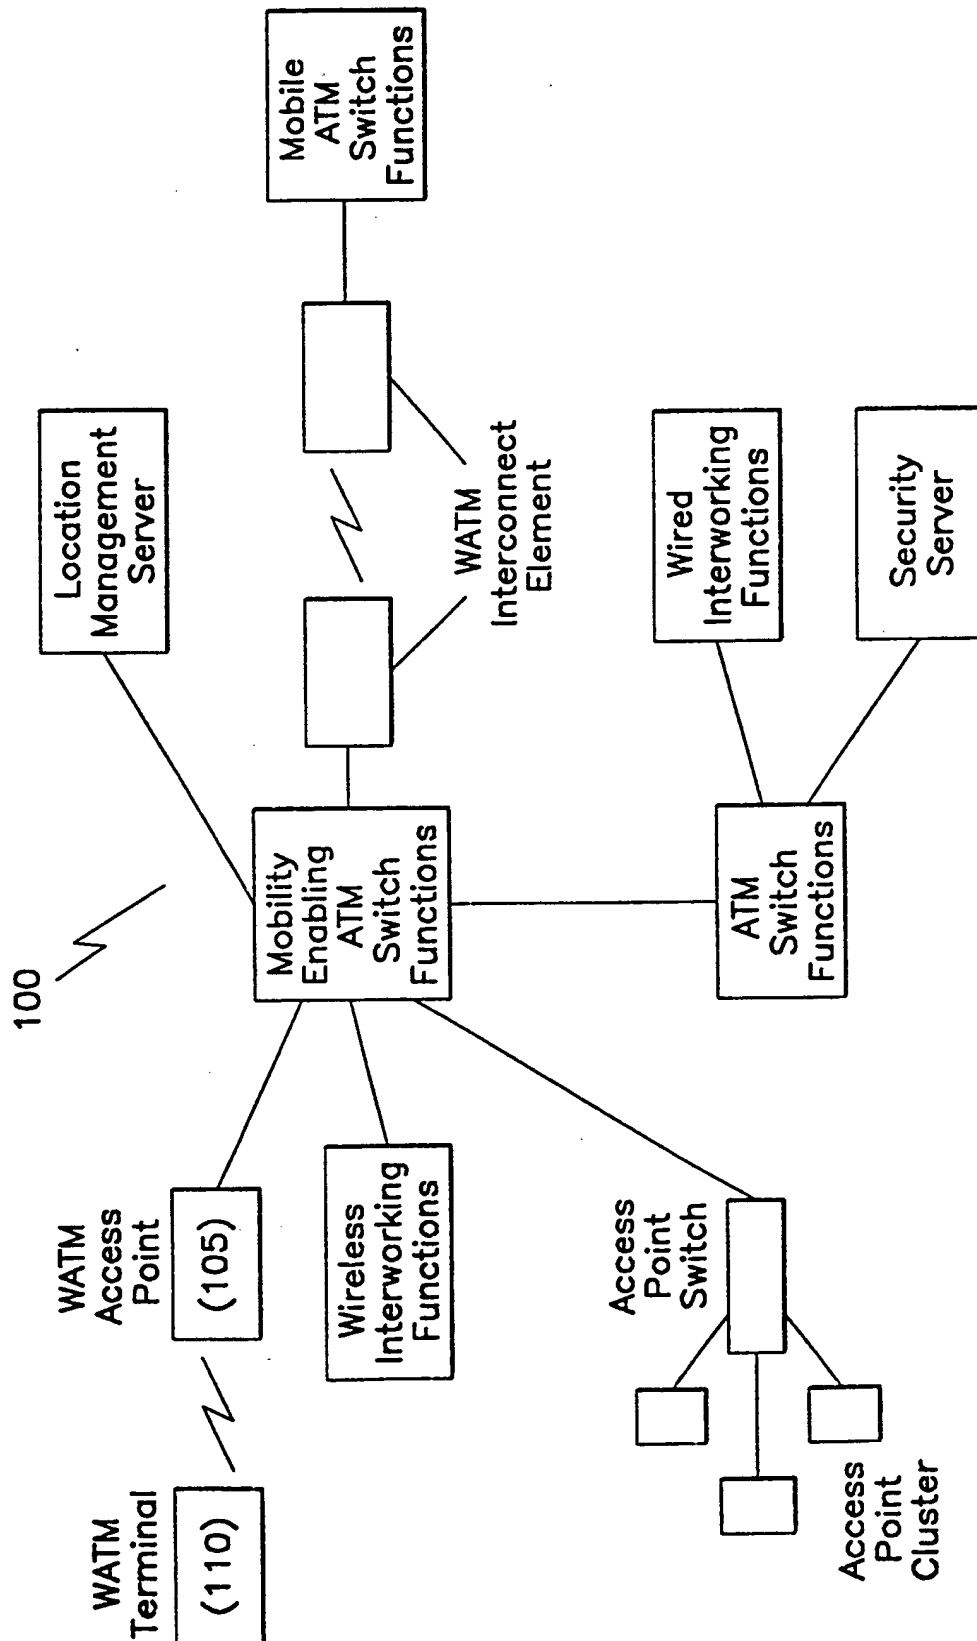 100
WATM
Terminal
(110)
WATM
Access
Point
(105)
Wireless
Interworking
Functions
Mobility
Enabling
ATM
Switch
Functions
Location
Management
Server
WATM
Interconnect
Element
Mobile
ATM
Switch
Functions
Access
Point
Switch
Access
Point
Cluster
ATM
Switch
Functions
Wired
Interworking
Functions
Security
Server